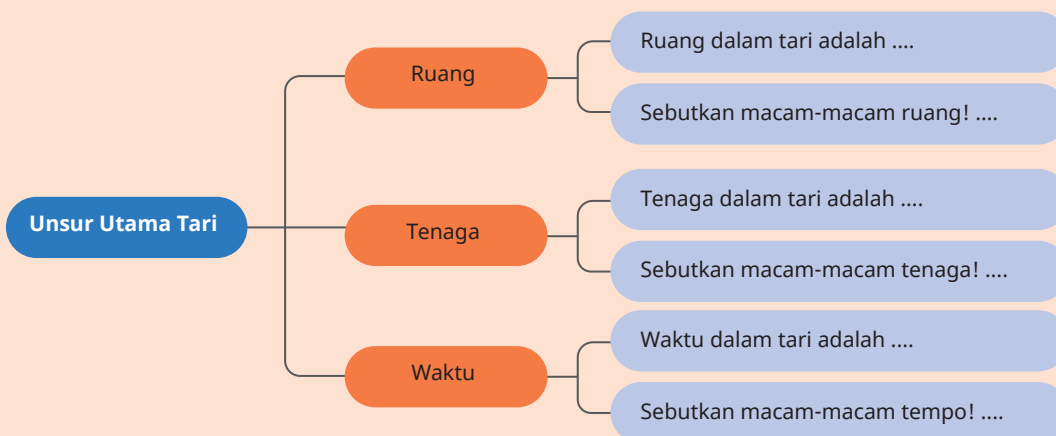 Unsur Utama Tari
Ruang
Ruang dalam tari adalah ....
Sebutkan macam-macam ruang! ....
Tenaga
Tenaga dalam tari adalah ....
Sebutkan macam-macam tenaga! ....
Waktu
Waktu dalam tari adalah ....
Sebutkan macam-macam tempo! ....